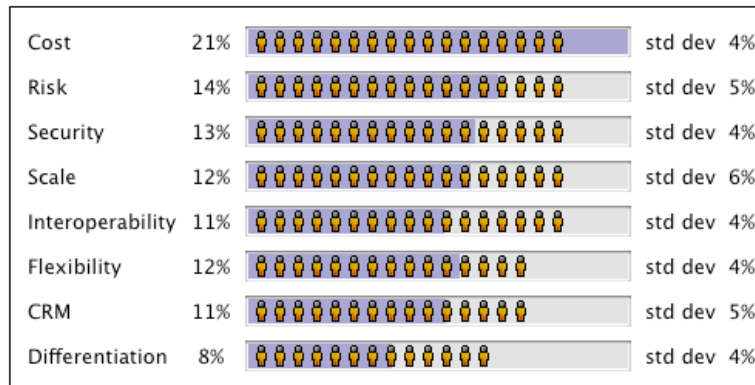 Cost 21% std dev 4%
Risk 14% std dev 5%
Security 13% std dev 4%
Scale 12% std dev 6%
Interoperability 11% std dev 4%
Flexibility 12% std dev 4%
CRM 11% std dev 5%
Differentiation 8% std dev 4%